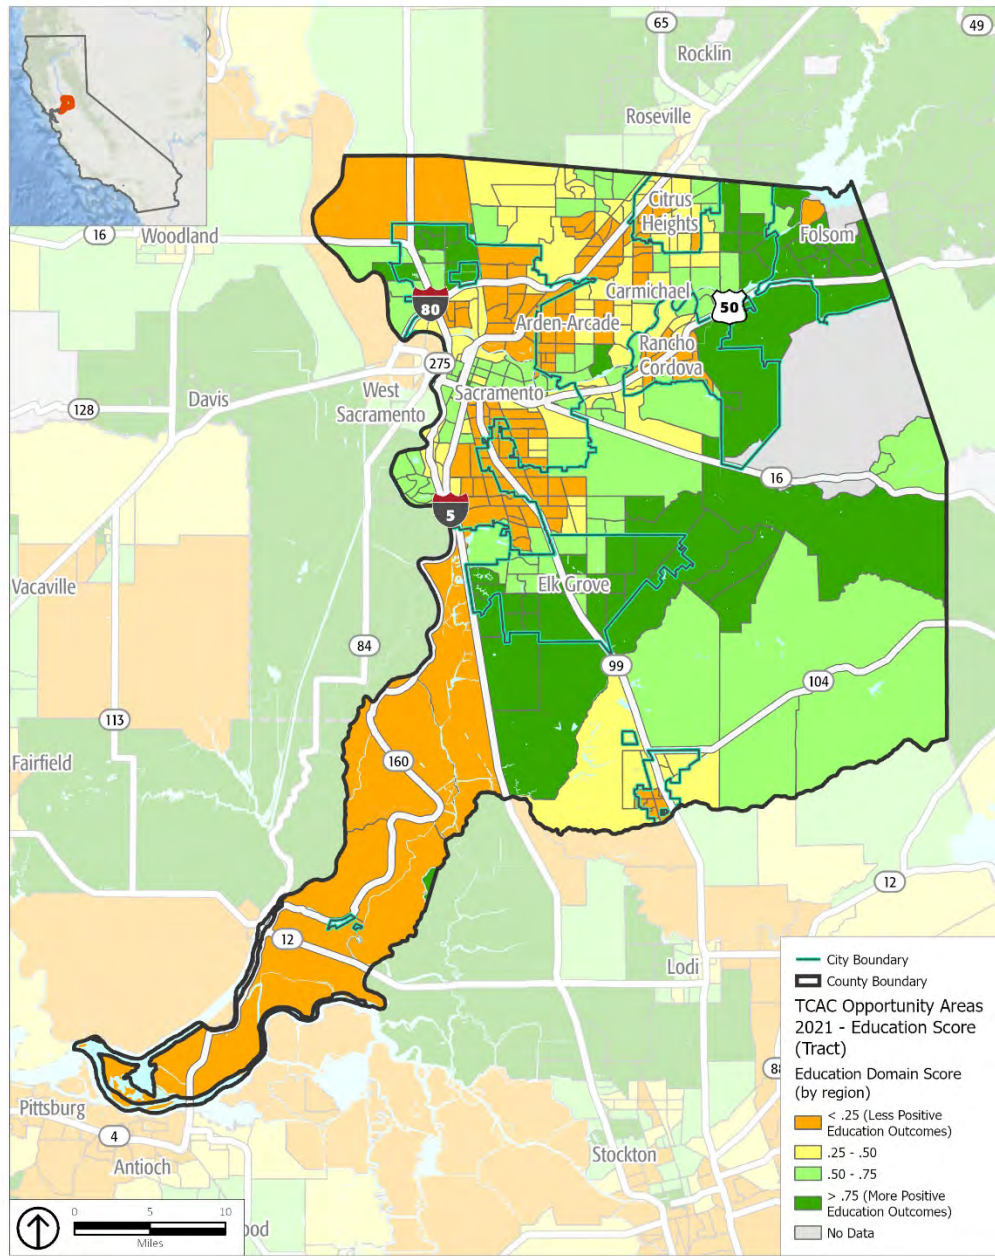 65
49
Rocklin
Roseville
16
Woodland
Citrus
Heights
Folsom
Carmichael
80
50
Arden-Arcade
Rancho
Cordova
275
128
Davis
West
Sacramento
Sacramento
16
5
Vacaville
Elk Grove
84
99
104
113
160
Fairfield
12
12
Lodi
City Boundary
County Boundary
TCAC Opportunity Areas
2021 - Education Score
(Tract)
Education Domain Score
(by region)
< .25 (Less Positive
Education Outcomes)
.25 - .50
.50 - .75
> .75 (More Positive
Education Outcomes)
No Data
Pittsburg
4
Antioch
Stockton
0 5 10
Miles
ood